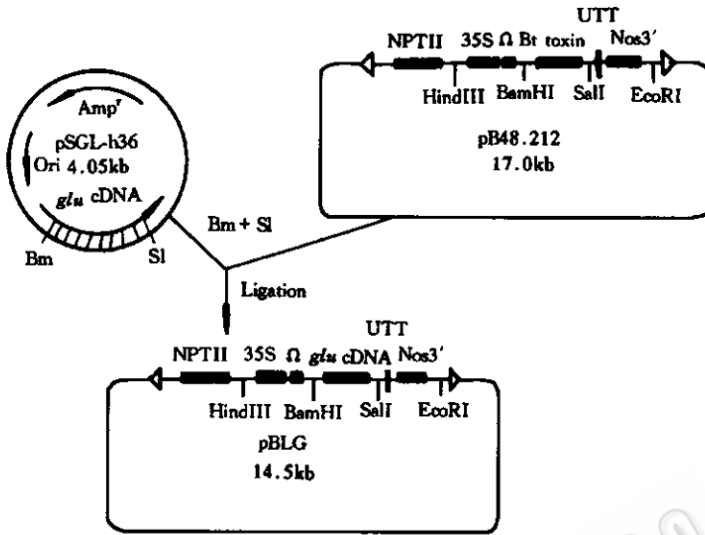 Amp^r
pSGL-h36
Ori 4.05kb
glu cDNA
Bm
Sl
UTT
NPTII 35S Ω Bt toxin Nos3′
HindIII BamHI SalI EcoRI
pB48.212
17.0kb
Bm + Sl
Ligation
UTT
NPTII 35S Ω glu cDNA Nos3′
HindIII BamHI SalI EcoRI
pBLG
14.5kb